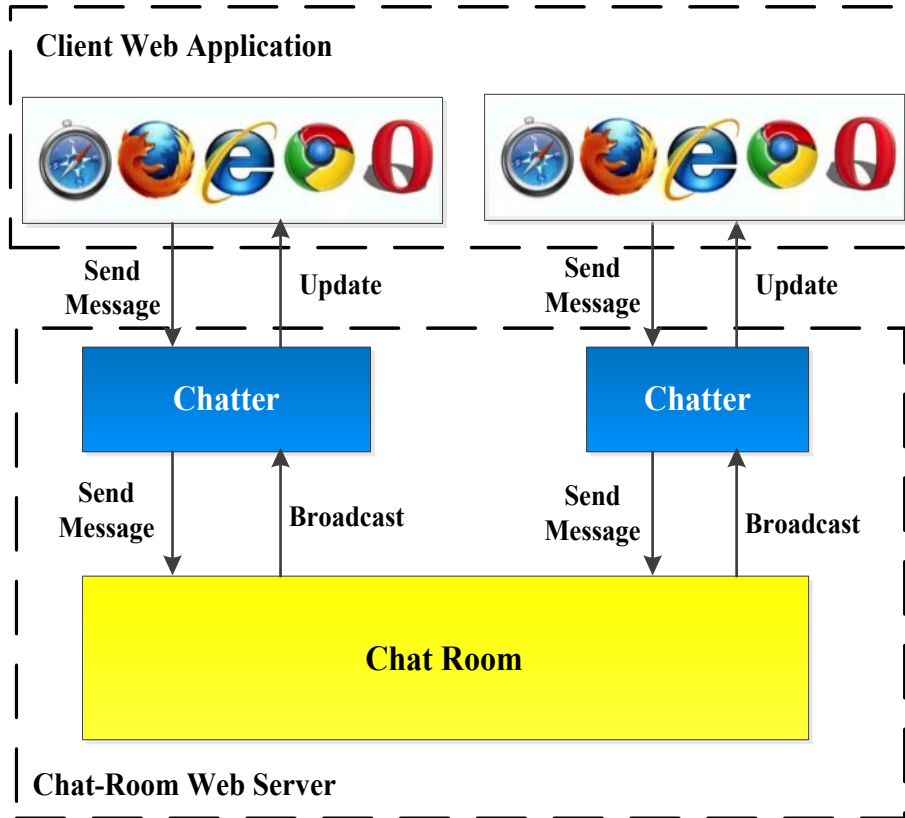 Client Web Application
Send
Message
Update
Send
Message
Update
Chatter
Chatter
Send
Message
Broadcast
Send
Message
Broadcast
Chat Room
Chat-Room Web Server